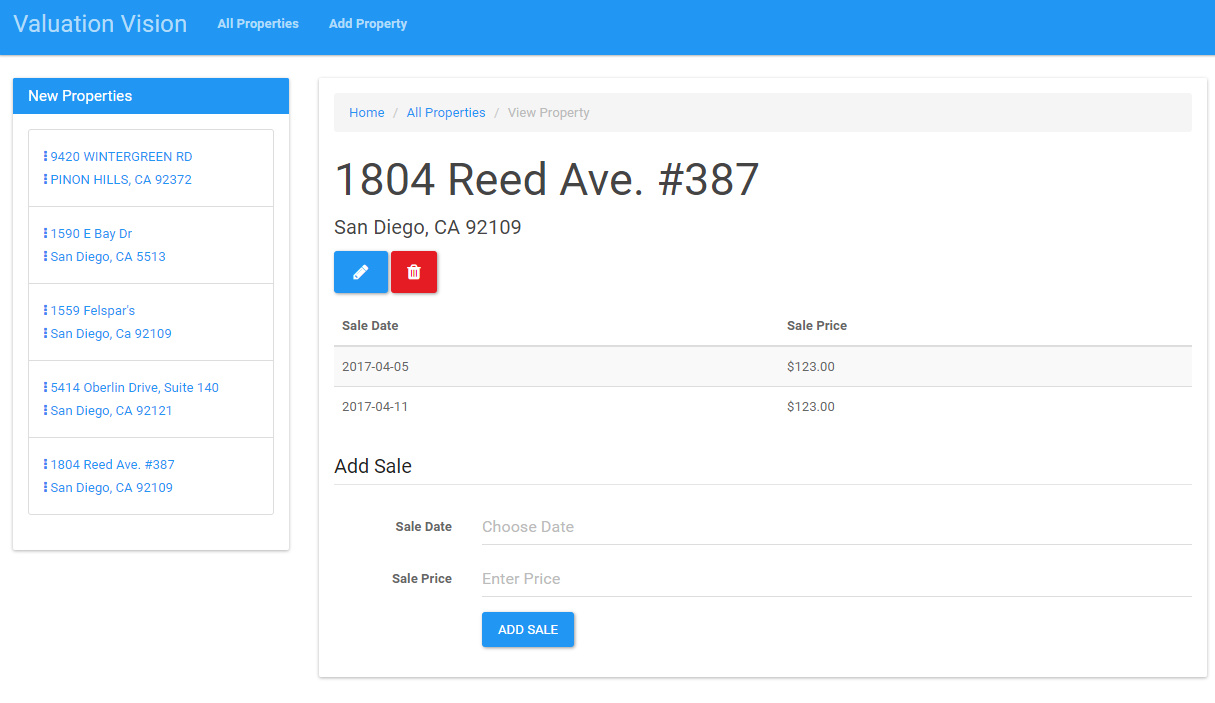 Valuation Vision All Properties Add Property
New Properties
9420 WINTERGREEN RD
PINON HILLS, CA 92372
1590 E Bay Dr
San Diego, CA 5513
1559 Felspar's
San Diego, Ca 92109
5414 Oberlin Drive, Suite 140
San Diego, CA 92121
1804 Reed Ave. #387
San Diego, CA 92109
Home / All Properties / View Property
1804 Reed Ave. #387
San Diego, CA 92109
Sale Date Sale Price
2017-04-05 $123.00
2017-04-11 $123.00
Add Sale
Sale Date Choose Date
Sale Price Enter Price
ADD SALE